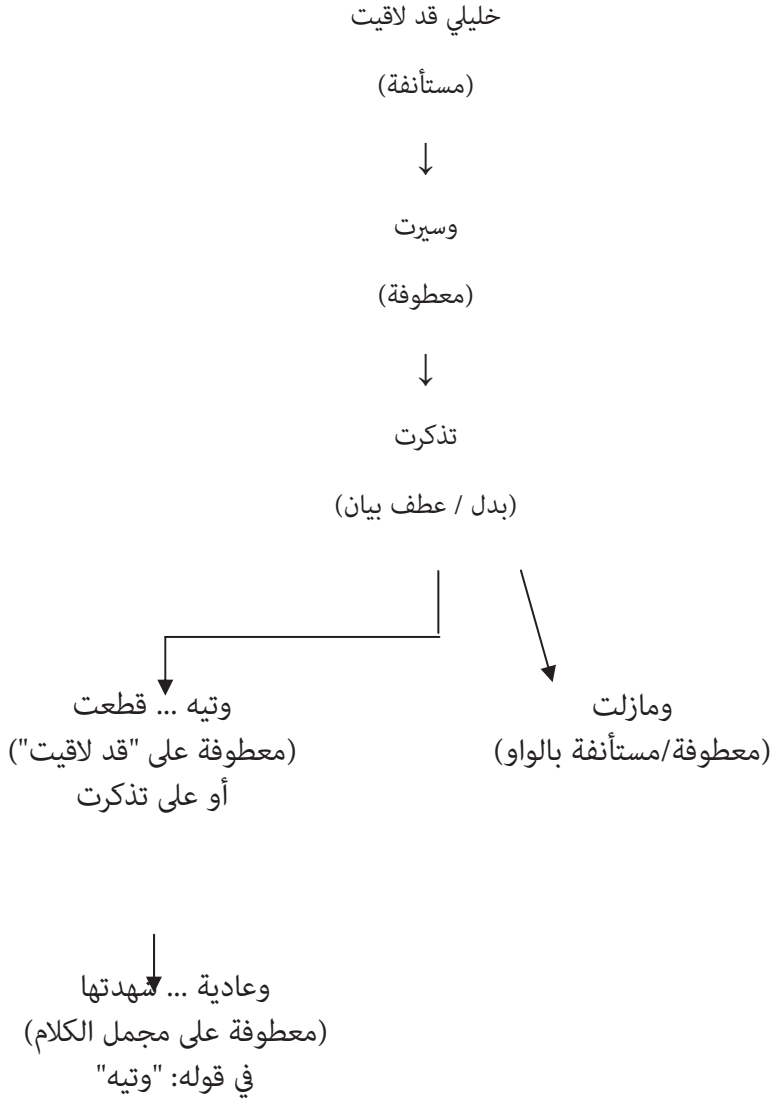 خليلي قد لاقيت
(مستأنفة)
↓
وسيرت
(معطوفة)
↓
تذكرت
(بدل / عطف بيان)
ومازلت
(معطوفة/مستأنفة بالواو)
وتيه ... قطعت
(معطوفة على "قد لاقيت")
أو على تذكرت
وعادية ... شهدتها
(معطوفة على مجمل الكلام)
في قوله: "وتيه"